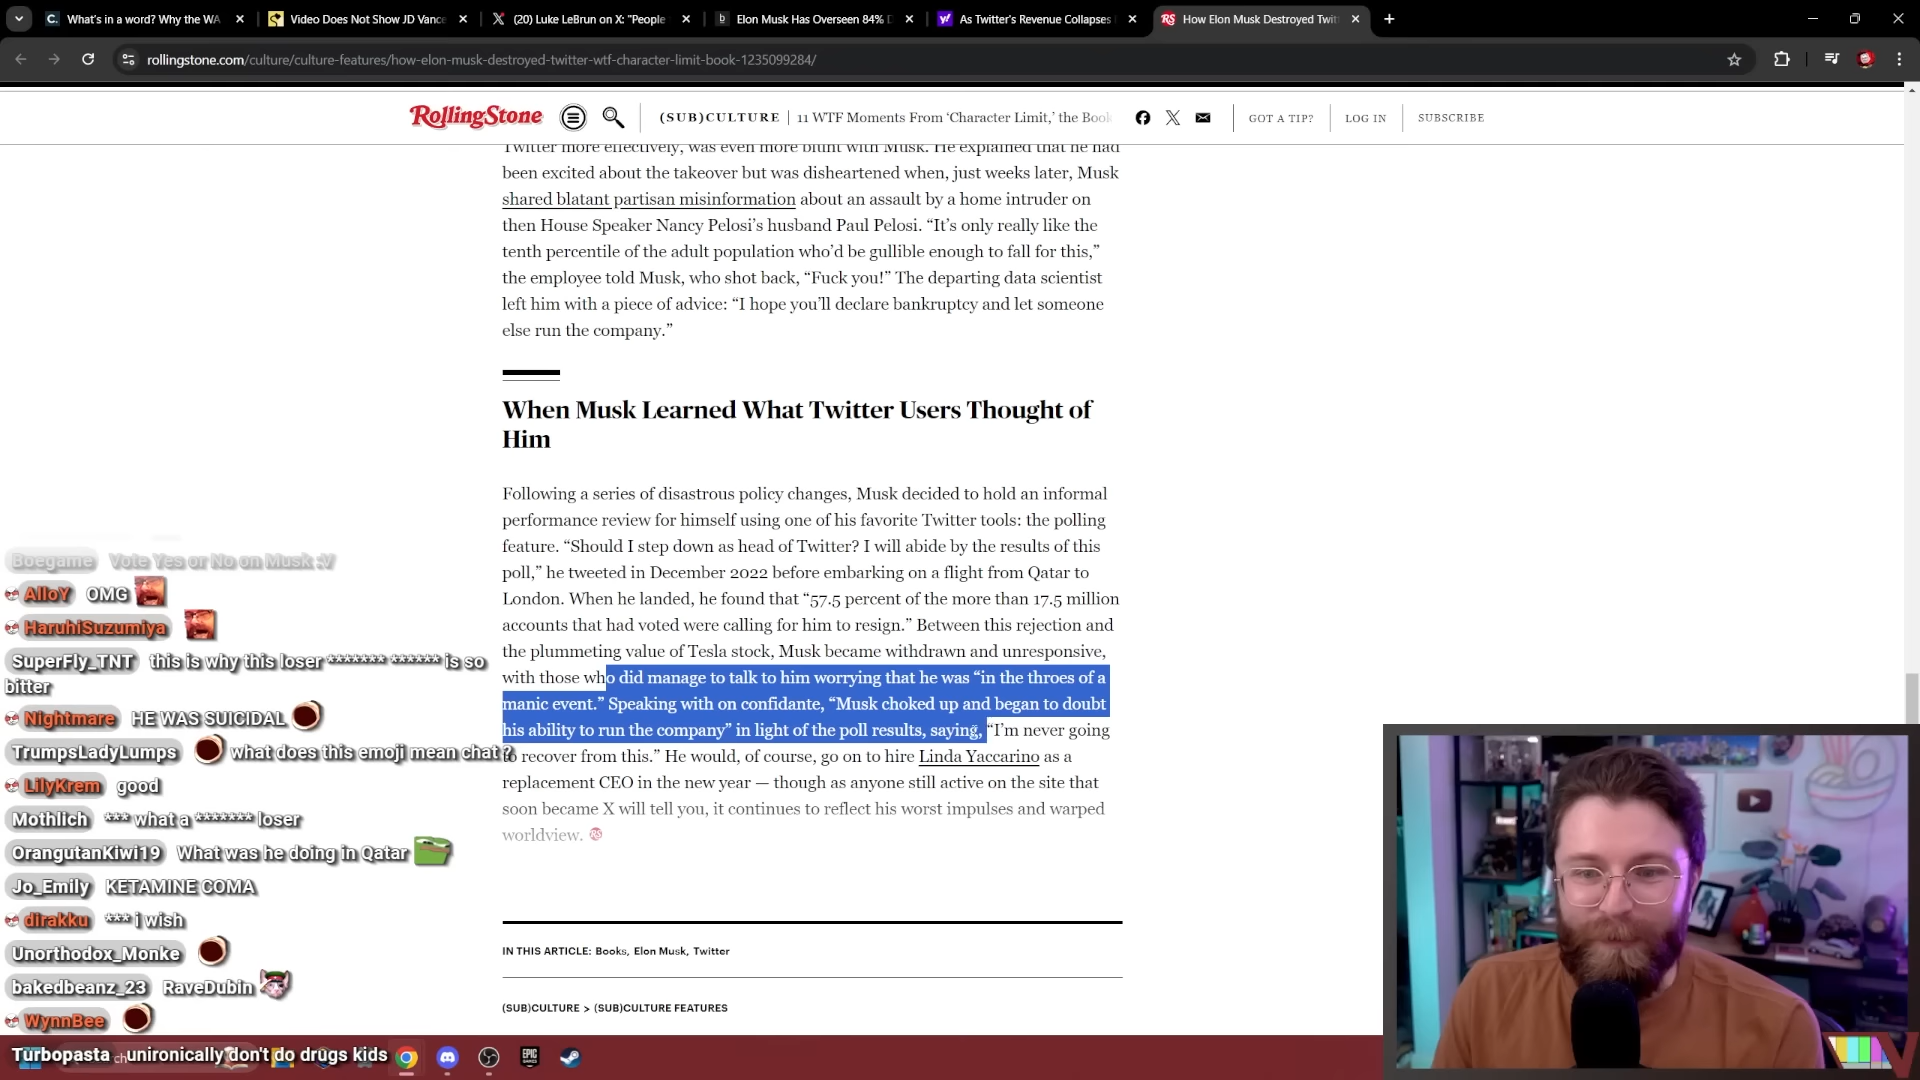 What's in a word? Why the WA
Video Does Not Show JD Vance
(20) Luke LeBrun on X: "People
Elon Musk Has Overseen 84% D
As Twitter's Revenue Collapses
How Elon Musk Destroyed Twit
rollingstone.com/culture/culture-features/how-elon-musk-destroyed-twitter-wtf-character-limit-book-1235099284/
RollingStone
(SUB)CULTURE
11 WTF Moments From ‘Character Limit,’ the Book
GOT A TIP?
LOG IN
SUBSCRIBE
Twitter more effectively, was even more blunt with Musk. He explained that he had
been excited about the takeover but was disheartened when, just weeks later, Musk
shared blatant partisan misinformation about an assault by a home intruder on
then House Speaker Nancy Pelosi’s husband Paul Pelosi. “It’s only really like the
tenth percentile of the adult population who’d be gullible enough to fall for this,”
the employee told Musk, who shot back, “Fuck you!” The departing data scientist
left him with a piece of advice: “I hope you’ll declare bankruptcy and let someone
else run the company.”
When Musk Learned What Twitter Users Thought of
Him
Following a series of disastrous policy changes, Musk decided to hold an informal
performance review for himself using one of his favorite Twitter tools: the polling
feature. “Should I step down as head of Twitter? I will abide by the results of this
poll,” he tweeted in December 2022 before embarking on a flight from Qatar to
London. When he landed, he found that “57.5 percent of the more than 17.5 million
accounts that had voted were calling for him to resign.” Between this rejection and
the plummeting value of Tesla stock, Musk became withdrawn and unresponsive,
with those who did manage to talk to him worrying that he was “in the throes of a
manic event.” Speaking with on confidante, “Musk choked up and began to doubt
his ability to run the company” in light of the poll results, saying, “I’m never going
to recover from this.” He would, of course, go on to hire Linda Yaccarino as a
replacement CEO in the new year — though as anyone still active on the site that
soon became X will tell you, it continues to reflect his worst impulses and warped
worldview.
IN THIS ARTICLE: Books, Elon Musk, Twitter
(SUB)CULTURE > (SUB)CULTURE FEATURES
Boegame Vote Yes or No on Musk :V
AlloY OMG
HaruhiSuzumiya
SuperFly_TNT this is why this loser ******* ****** is so
bitter
Nightmare HE WAS SUICIDAL
TrumpsLadyLumps what does this emoji mean chat ?
LilyKrem good
Mothlich *** what a ******* loser
OrangutanKiwi19 What was he doing in Qatar
Jo_Emily KETAMINE COMA
dirakku *** i wish
Unorthodox_Monke
bakedbeanz_23 RaveDubin
WynnBee
Turbopasta unironically don't do drugs kids
EPIC